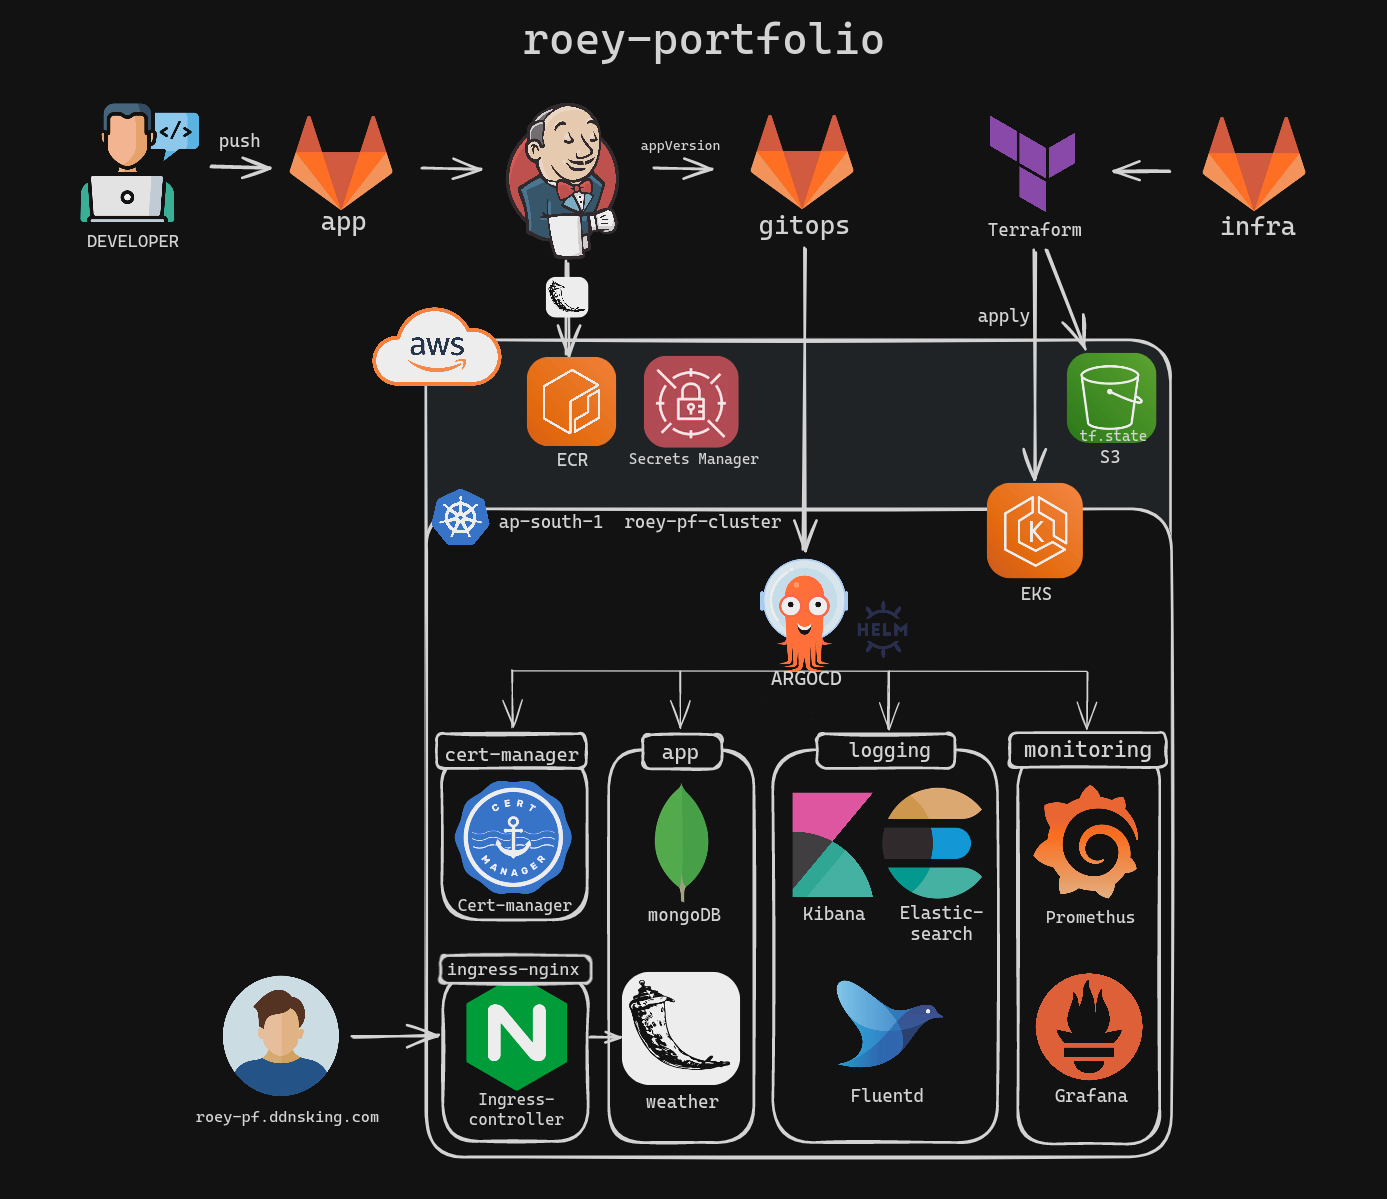 roey-portfolio
</>
push
appVersion
app
gitops
Terraform
infra
DEVELOPER
apply
aws
tf.state
ECR
Secrets Manager
S3
ap-south-1 roey-pf-cluster
K
EKS
HELM
ARGOCD
cert-manager
app
logging
monitoring
CERT
MANAGER
Cert-manager
mongoDB
Kibana
Elastic-
search
Promethus
ingress-nginx
N
Ingress-
controller
weather
Fluentd
Grafana
roey-pf.ddnsking.com